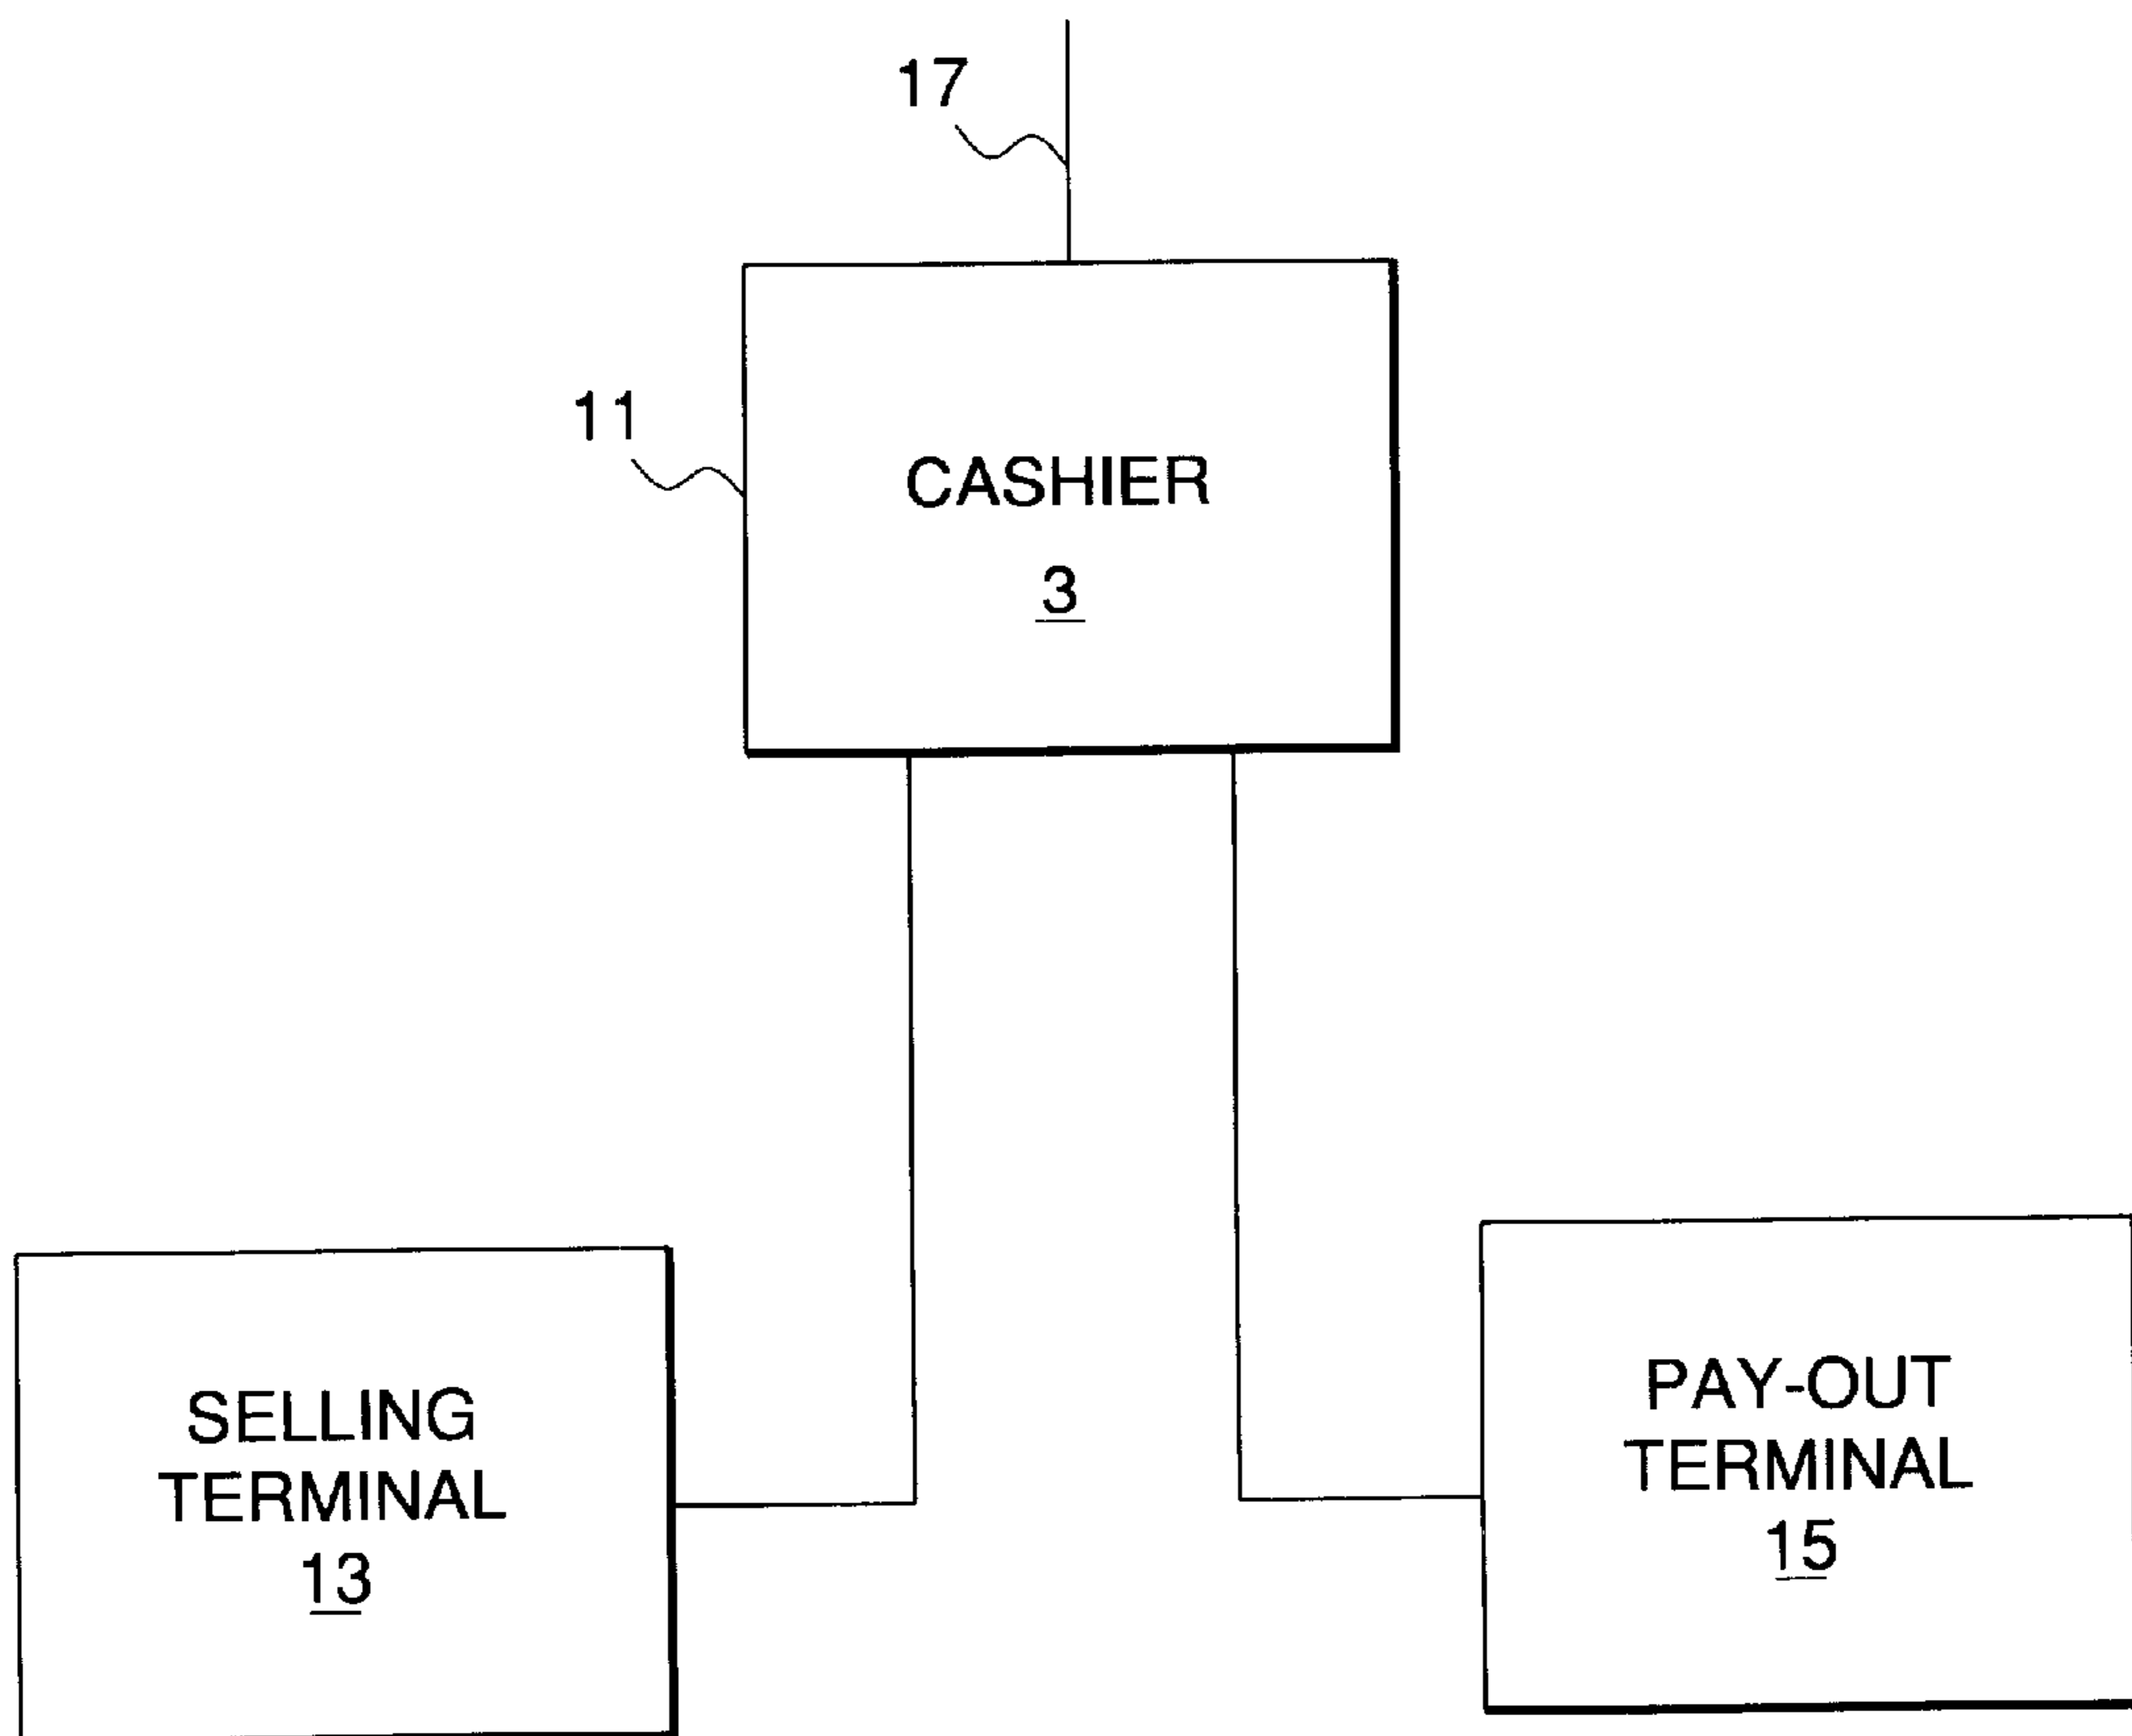 17
11
CASHIER
3
SELLING
TERMINAL
13
PAY-OUT
TERMINAL
15